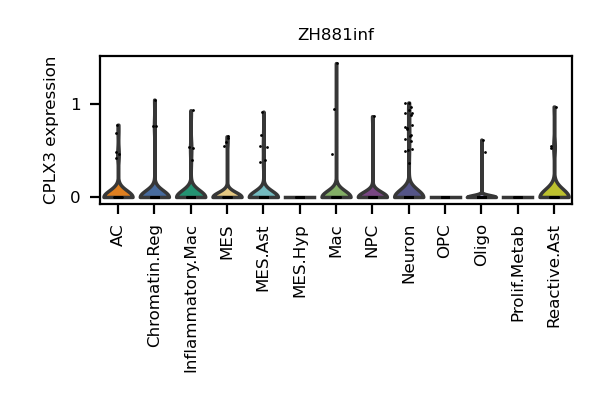 ZH881inf
CPLX3 expression
1
0
AC
Chromatin.Reg
Inflammatory.Mac
MES
MES.Ast
MES.Hyp
Mac
NPC
Neuron
OPC
Oligo
Prolif.Metab
Reactive.Ast